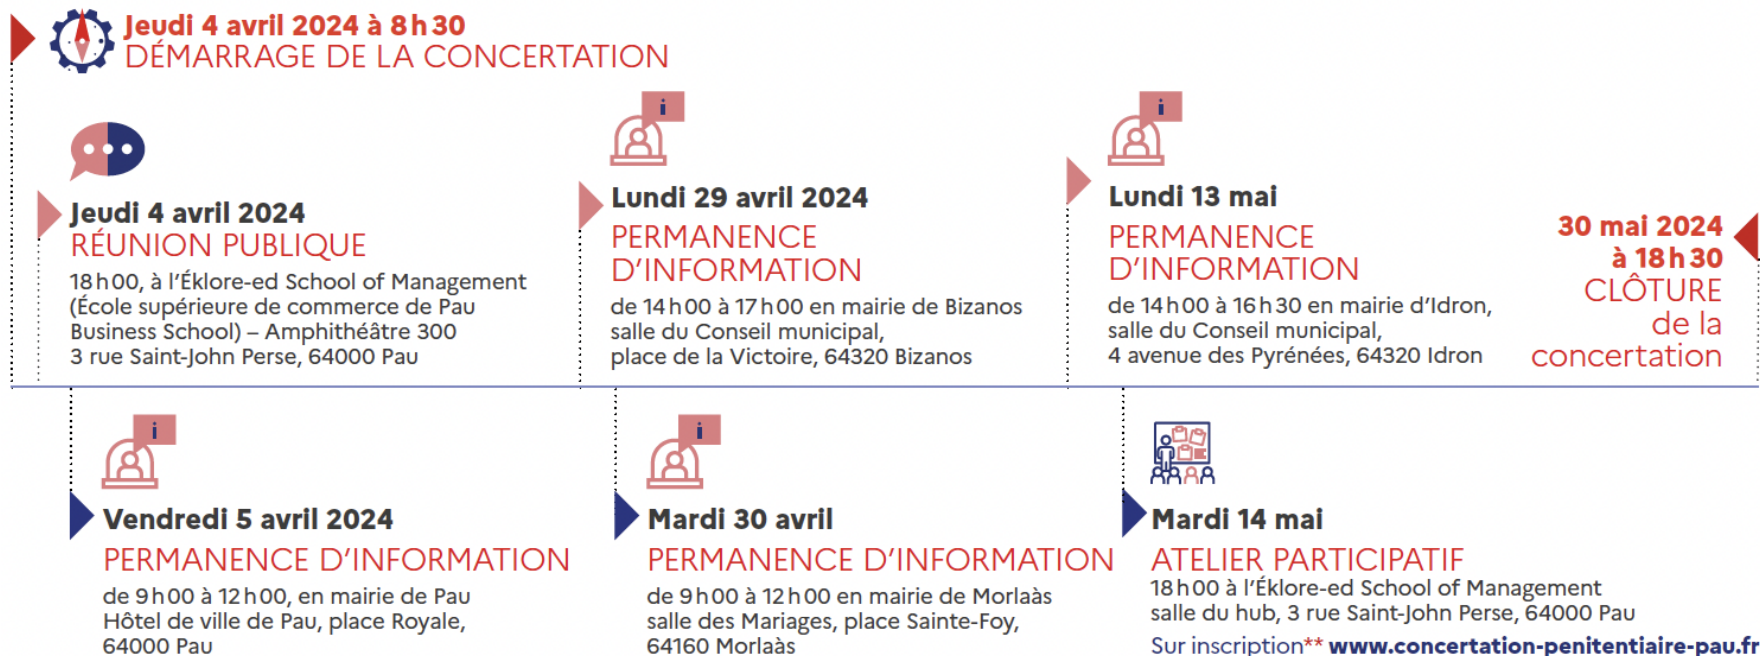 Jeudi 4 avril 2024 à 8h30
DÉMARRAGE DE LA CONCERTATION
Jeudi 4 avril 2024
RÉUNION PUBLIQUE
18h00, à l'Éklore-ed School of Management
(École supérieure de commerce de Pau
Business School) – Amphithéâtre 300
3 rue Saint-John Perse, 64000 Pau
i
Lundi 29 avril 2024
PERMANENCE
D'INFORMATION
de 14h00 à 17h00 en mairie de Bizanos
salle du Conseil municipal,
place de la Victoire, 64320 Bizanos
i
Lundi 13 mai
PERMANENCE
D'INFORMATION
de 14h00 à 16h30 en mairie d'Idron,
salle du Conseil municipal,
4 avenue des Pyrénées, 64320 Idron
30 mai 2024
à 18h30
CLÔTURE
de la
concertation
i
Vendredi 5 avril 2024
PERMANENCE D'INFORMATION
de 9h00 à 12h00, en mairie de Pau
Hôtel de ville de Pau, place Royale,
64000 Pau
i
Mardi 30 avril
PERMANENCE D'INFORMATION
de 9h00 à 12h00 en mairie de Morlaàs
salle des Mariages, place Sainte-Foy,
64160 Morlaàs
Mardi 14 mai
ATELIER PARTICIPATIF
18h00 à l'Éklore-ed School of Management
salle du hub, 3 rue Saint-John Perse, 64000 Pau
Sur inscription** www.concertation-penitentiaire-pau.fr